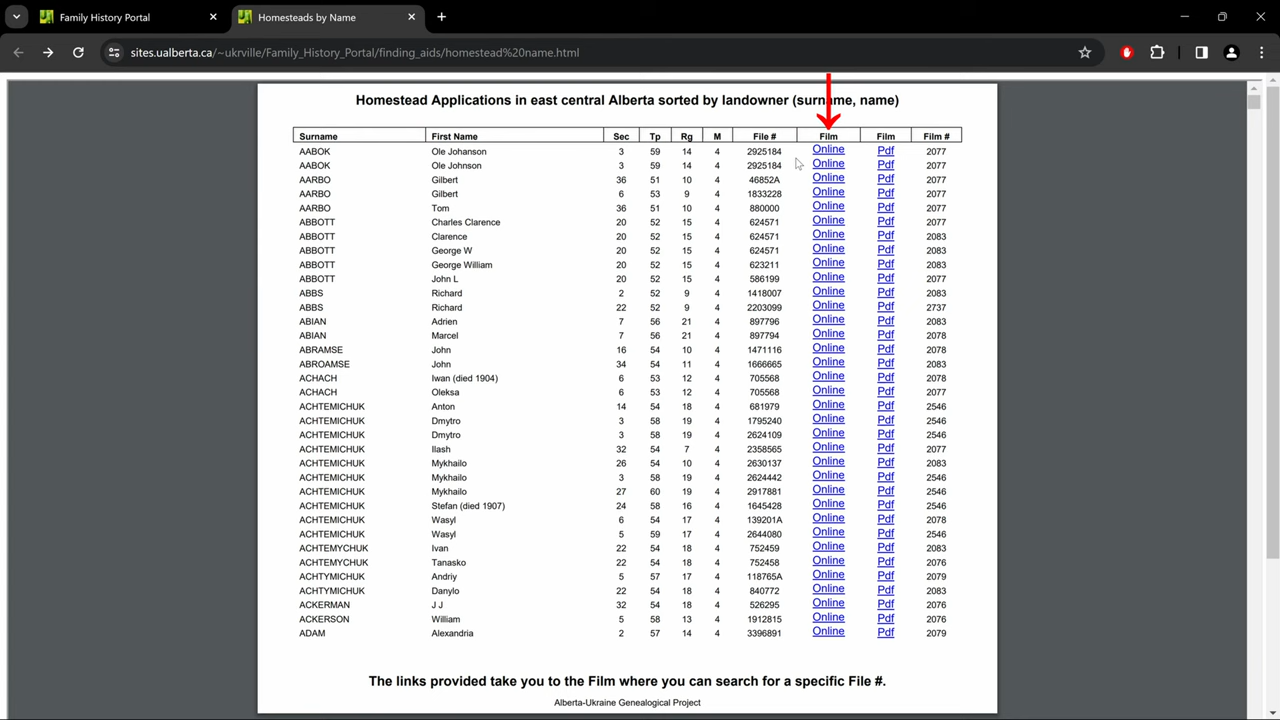 Family History Portal
Homesteads by Name
sites.ualberta.ca/~ukrville/Family_History_Portal/finding_aids/homestead%20name.html
Homestead Applications in east central Alberta sorted by landowner (surname, name)
Surname First Name Sec Tp Rg M File # Film Film Film #
AABOK Ole Johanson 3 59 14 4 2925184 Online Pdf 2077
AABOK Ole Johnson 3 59 14 4 2925184 Online Pdf 2077
AARBO Gilbert 36 51 10 4 46852A Online Pdf 2077
AARBO Gilbert 6 53 9 4 1833228 Online Pdf 2077
AARBO Tom 36 51 10 4 880000 Online Pdf 2077
ABBOTT Charles Clarence 20 52 15 4 624571 Online Pdf 2077
ABBOTT Clarence 20 52 15 4 624571 Online Pdf 2083
ABBOTT George W 20 52 15 4 624571 Online Pdf 2077
ABBOTT George William 20 52 15 4 623211 Online Pdf 2083
ABBOTT John L 20 52 15 4 586199 Online Pdf 2077
ABBS Richard 2 52 9 4 1418007 Online Pdf 2083
ABBS Richard 22 52 9 4 2203099 Online Pdf 2737
ABIAN Adrien 7 56 21 4 897796 Online Pdf 2083
ABIAN Marcel 7 56 21 4 897794 Online Pdf 2078
ABRAMSE John 16 54 10 4 1471116 Online Pdf 2078
ABROAMSE John 34 54 11 4 1666665 Online Pdf 2083
ACHACH Iwan (died 1904) 6 53 12 4 705568 Online Pdf 2078
ACHACH Oleksa 6 53 12 4 705568 Online Pdf 2077
ACHTEMICHUK Anton 14 54 18 4 681979 Online Pdf 2546
ACHTEMICHUK Dmytro 3 58 19 4 1795240 Online Pdf 2546
ACHTEMICHUK Dmytro 3 58 19 4 2624109 Online Pdf 2546
ACHTEMICHUK Ilash 32 54 7 4 2358565 Online Pdf 2077
ACHTEMICHUK Mykhailo 26 54 10 4 2630137 Online Pdf 2083
ACHTEMICHUK Mykhailo 3 58 19 4 2624442 Online Pdf 2546
ACHTEMICHUK Mykhailo 27 60 19 4 2917881 Online Pdf 2546
ACHTEMICHUK Stefan (died 1907) 24 58 16 4 1645428 Online Pdf 2546
ACHTEMICHUK Wasyl 6 54 17 4 139201A Online Pdf 2078
ACHTEMICHUK Wasyl 5 59 17 4 2644080 Online Pdf 2546
ACHTEMYCHUK Ivan 22 54 18 4 752459 Online Pdf 2083
ACHTEMYCHUK Tanasko 22 54 18 4 752458 Online Pdf 2083
ACHTYMICHUK Andriy 5 57 17 4 118765A Online Pdf 2079
ACHTYMICHUK Danylo 22 54 18 4 840772 Online Pdf 2083
ACKERMAN J J 32 54 18 4 526295 Online Pdf 2076
ACKERSON William 5 58 13 4 1912815 Online Pdf 2076
ADAM Alexandria 2 57 14 4 3396891 Online Pdf 2079
The links provided take you to the Film where you can search for a specific File #.
Alberta-Ukraine Genealogical Project